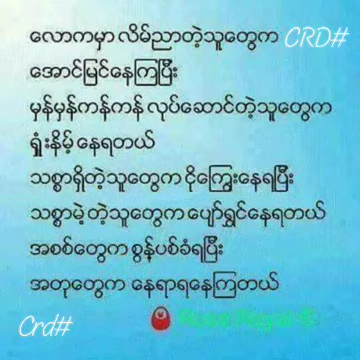 လောကမှာ လိမ်ညာတဲ့သူတွေက CRD#
အောင်မြင်နေကြပြီး
မှန်မှန်ကန်ကန် လုပ်ဆောင်တဲ့သူတွေက
ရှုံးနိမ့် နေရတယ်
သစ္စာရှိတဲ့သူတွေက ငိုကြွေးနေရပြီး
သစ္စာမဲ့ တဲ့သူတွေက ပျော်ရွှင်နေရတယ်
အစစ်တွေက စွန့်ပစ်ခံရပြီး
အတုတွေက နေရာရနေကြတယ်
Crd#